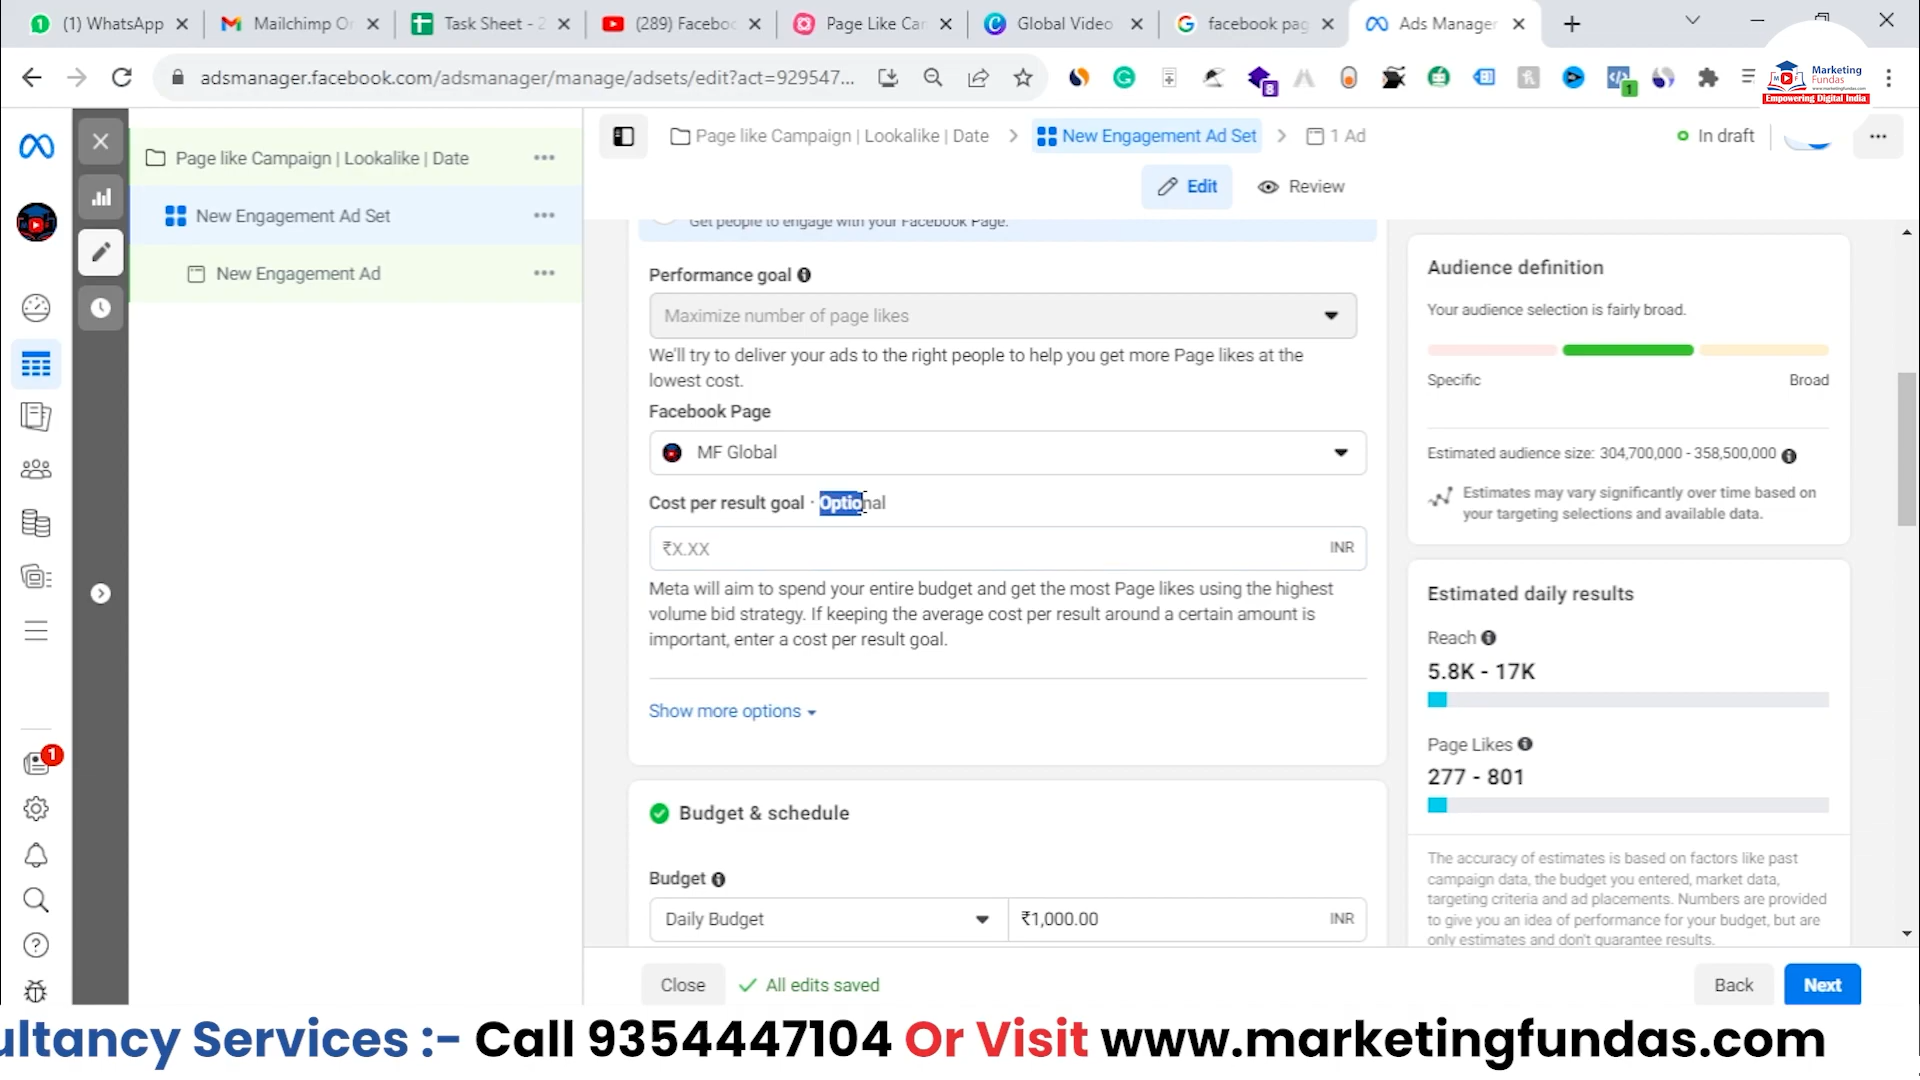 (1) WhatsApp
Mailchimp Or
Task Sheet - 2
(289) Faceboo
Page Like Car
Global Video
facebook pag
Ads Manager
adsmanager.facebook.com/adsmanager/manage/adsets/edit?act=929547...
8
1
Marketing
Fundas
www.marketingfundas.com
Empowering Digital India
Page like Campaign | Lookalike | Date
New Engagement Ad Set
New Engagement Ad
1
Page like Campaign | Lookalike | Date
New Engagement Ad Set
1 Ad
In draft
Edit
Review
Get people to engage with your Facebook Page.
Performance goal
Maximize number of page likes
We'll try to deliver your ads to the right people to help you get more Page likes at the
lowest cost.
Facebook Page
MF Global
Cost per result goal · Optional
₹X.XX
INR
Meta will aim to spend your entire budget and get the most Page likes using the highest
volume bid strategy. If keeping the average cost per result around a certain amount is
important, enter a cost per result goal.
Show more options
Budget & schedule
Budget
Daily Budget
₹1,000.00
INR
Audience definition
Your audience selection is fairly broad.
Specific
Broad
Estimated audience size: 304,700,000 - 358,500,000
Estimates may vary significantly over time based on
your targeting selections and available data.
Estimated daily results
Reach
5.8K - 17K
Page Likes
277 - 801
The accuracy of estimates is based on factors like past
campaign data, the budget you entered, market data,
targeting criteria and ad placements. Numbers are provided
to give you an idea of performance for your budget, but are
only estimates and don't guarantee results.
Close
All edits saved
Back
Next
ultancy Services :- Call 9354447104 Or Visit www.marketingfundas.com